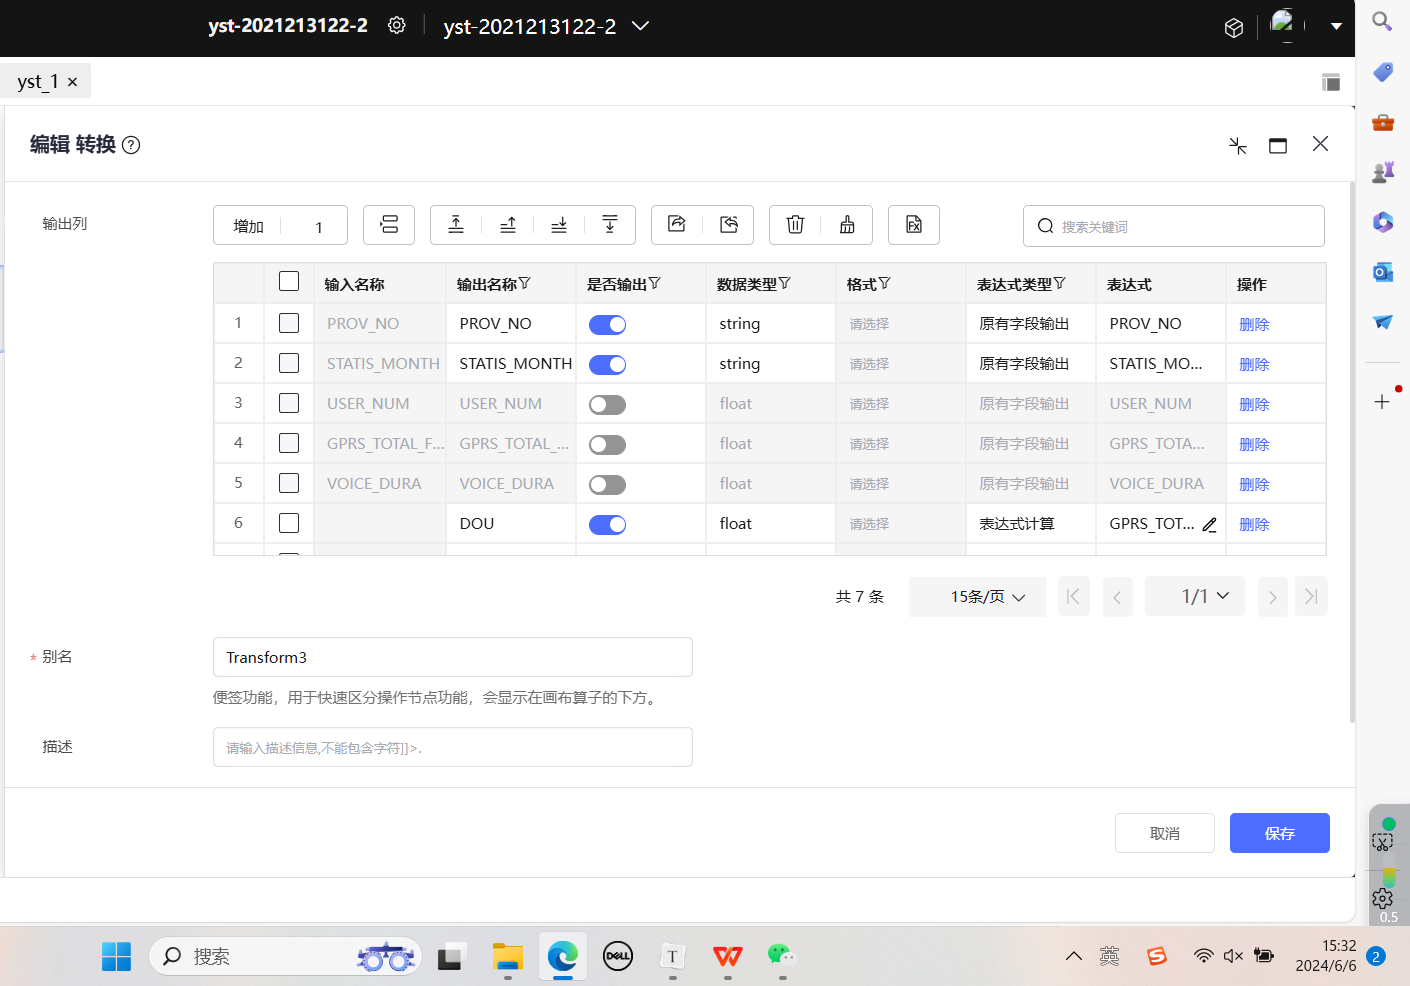 yst-2021213122-2 yst-2021213122-2
yst_1 ×
编辑 转换 ?
输出列 增加 1 搜索关键词
输入名称 输出名称 是否输出 数据类型 格式 表达式类型 表达式 操作
1 PROV_NO PROV_NO string 请选择 原有字段输出 PROV_NO 删除
2 STATIS_MONTH STATIS_MONTH string 请选择 原有字段输出 STATIS_MO... 删除
3 USER_NUM USER_NUM float 请选择 原有字段输出 USER_NUM 删除
4 GPRS_TOTAL_F... GPRS_TOTAL_... float 请选择 原有字段输出 GPRS_TOTA... 删除
5 VOICE_DURA VOICE_DURA float 请选择 原有字段输出 VOICE_DURA 删除
6 DOU float 请选择 表达式计算 GPRS_TOT... 删除
共 7 条 15条/页 1/1
* 别名 Transform3
便签功能，用于快速区分操作节点功能，会显示在画布算子的下方。
描述 请输入描述信息,不能包含字符]]>.
取消 保存
0.5
搜索 DELL T 英 15:32
2024/6/6 2